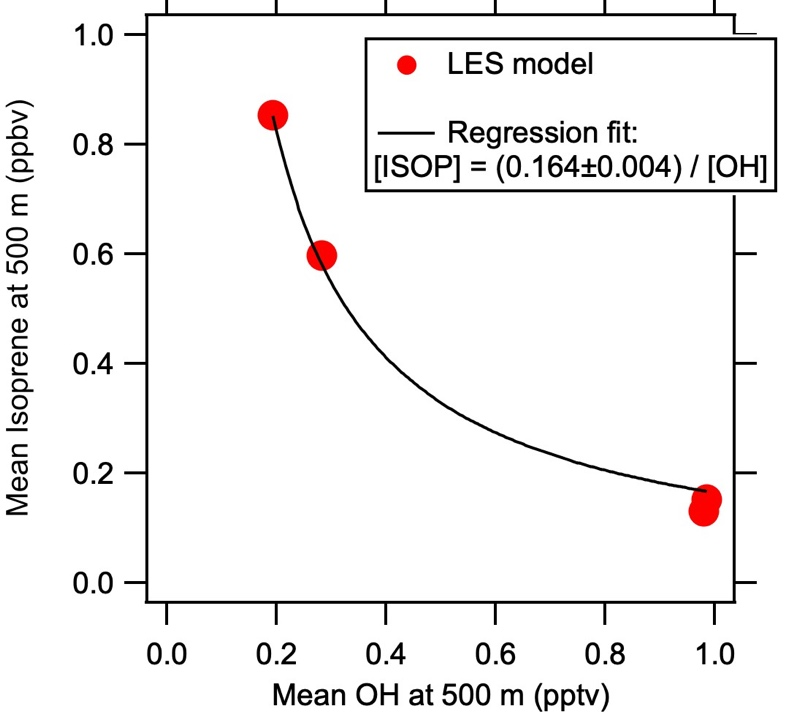 1.0
0.8
0.6
0.4
0.2
0.0
Mean Isoprene at 500 m (ppbv)
LES model
Regression fit:
[ISOP] = (0.164±0.004) / [OH]
0.0 0.2 0.4 0.6 0.8 1.0
Mean OH at 500 m (pptv)